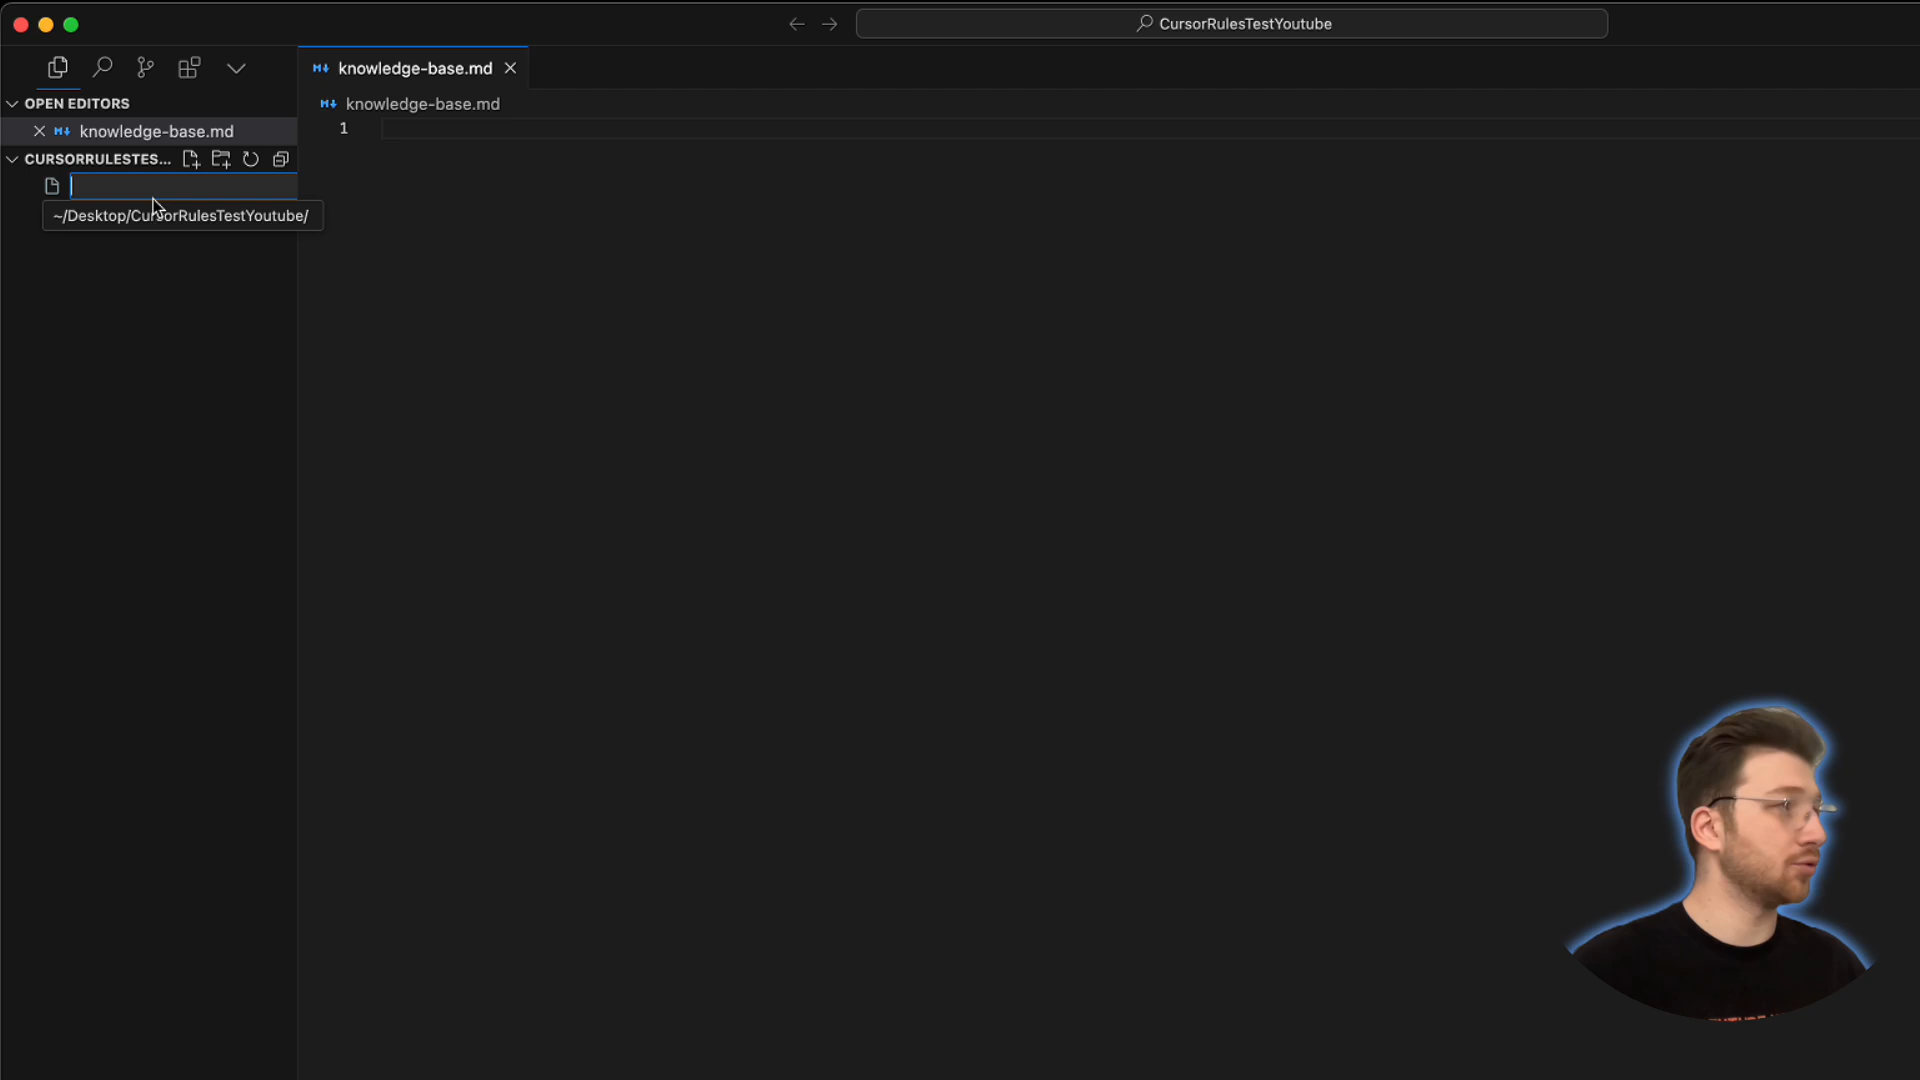 CursorRulesTestYoutube
knowledge-base.md
OPEN EDITORS
knowledge-base.md
knowledge-base.md
1
CURSORRULESTES...
~/Desktop/CursorRulesTestYoutube/